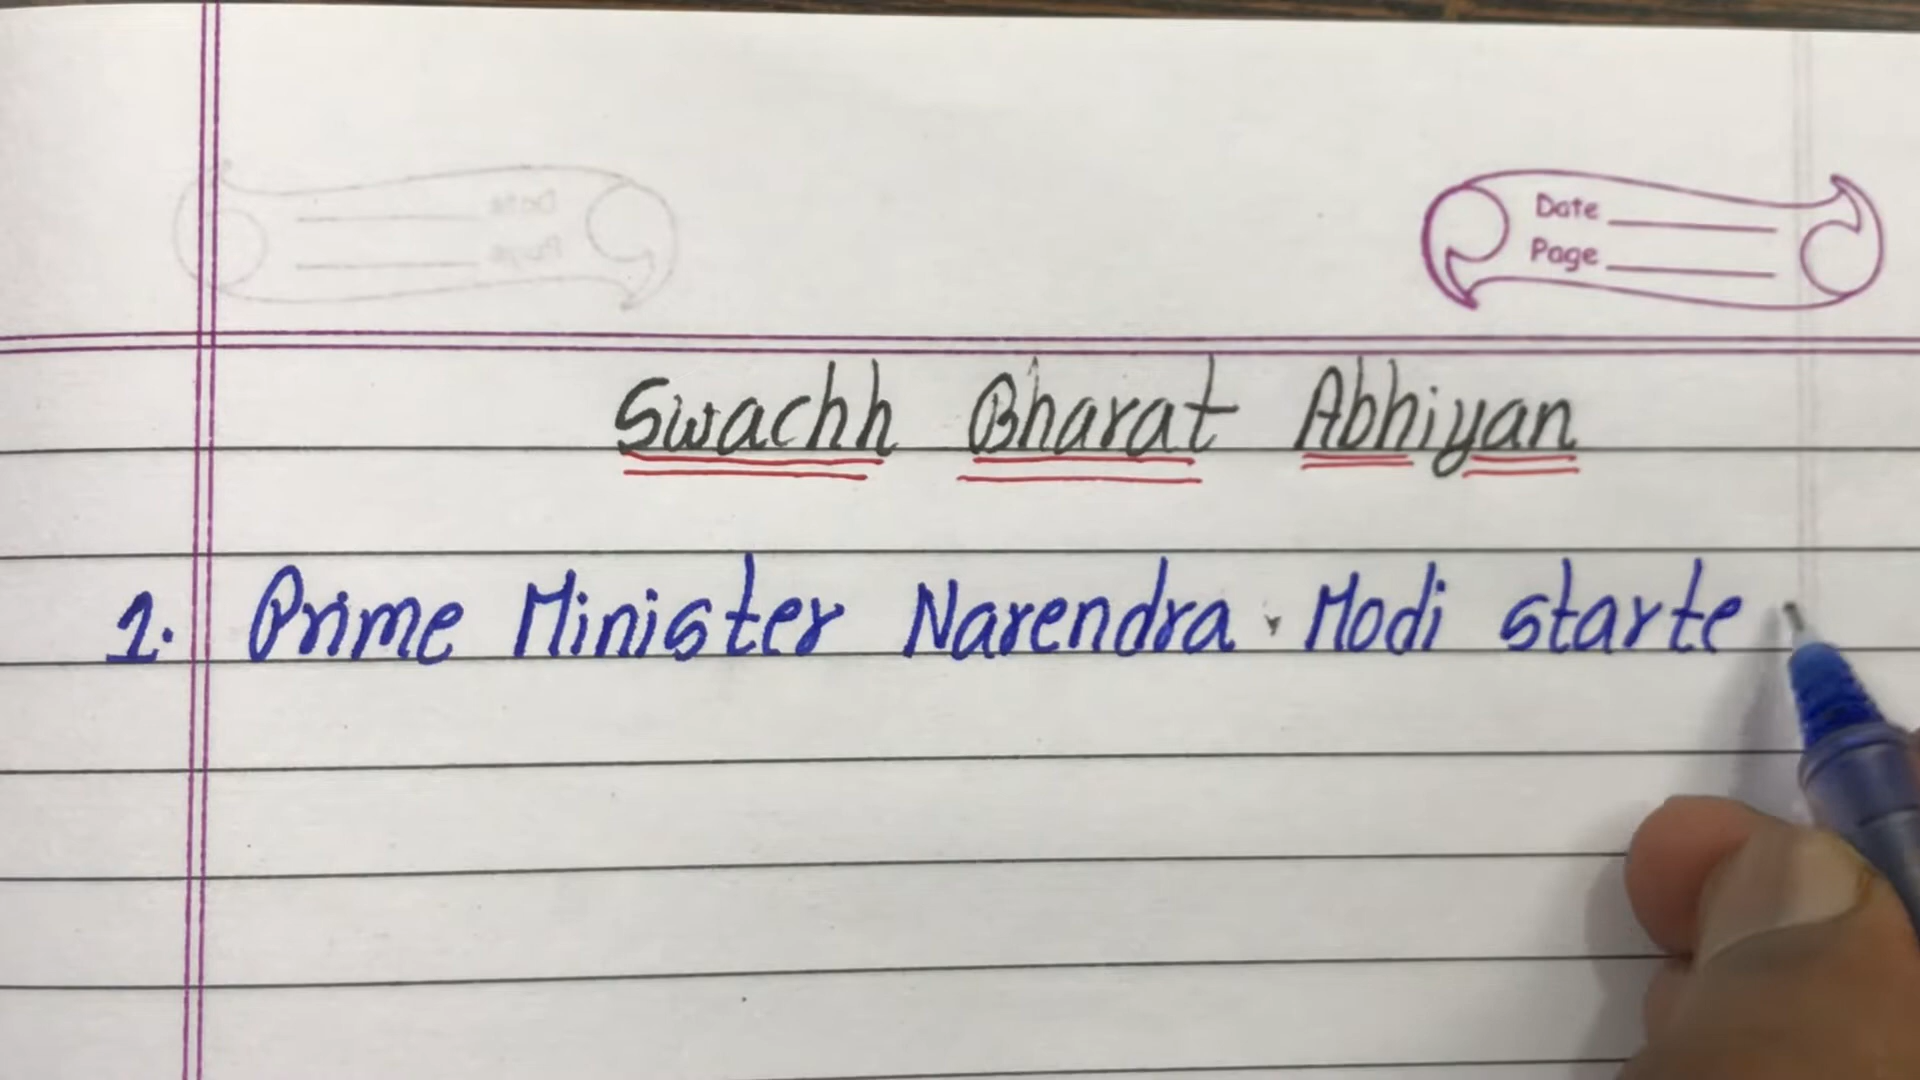 Date
Page
Swachh Bharat Abhiyan
1. Prime Minister Narendra Modi starte